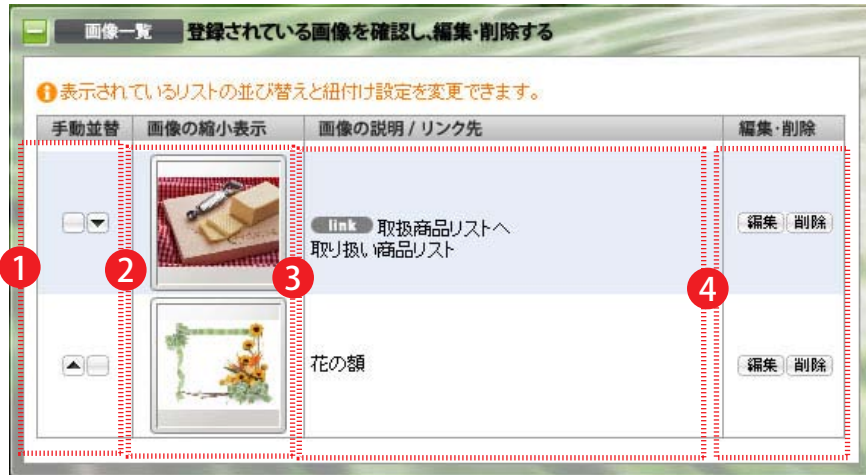 画像一覧 登録されている画像を確認し、編集・削除する
表示されているリストの並び替えと紐付け設定を変更できます。
手動並替 画像の縮小表示 画像の説明 / リンク先 編集・削除
link 取扱商品リストへ
取り扱い商品リスト
編集 削除
1 2 3 4
花の額
編集 削除